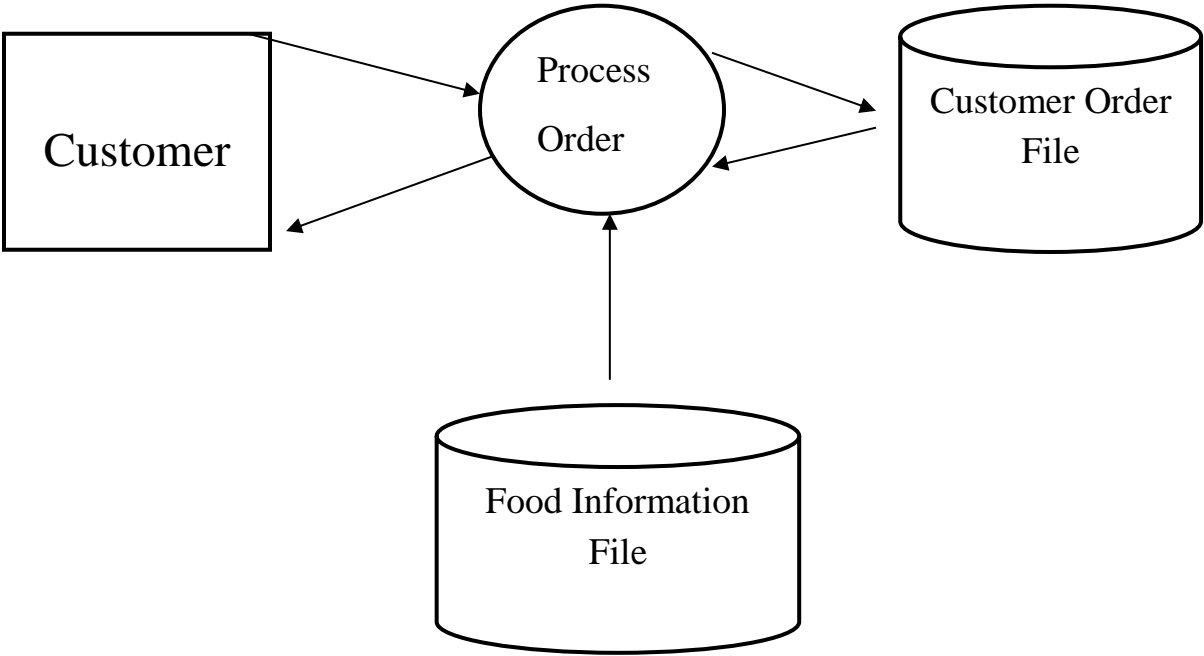 Customer
Process
Order
Customer Order
File
Food Information
File